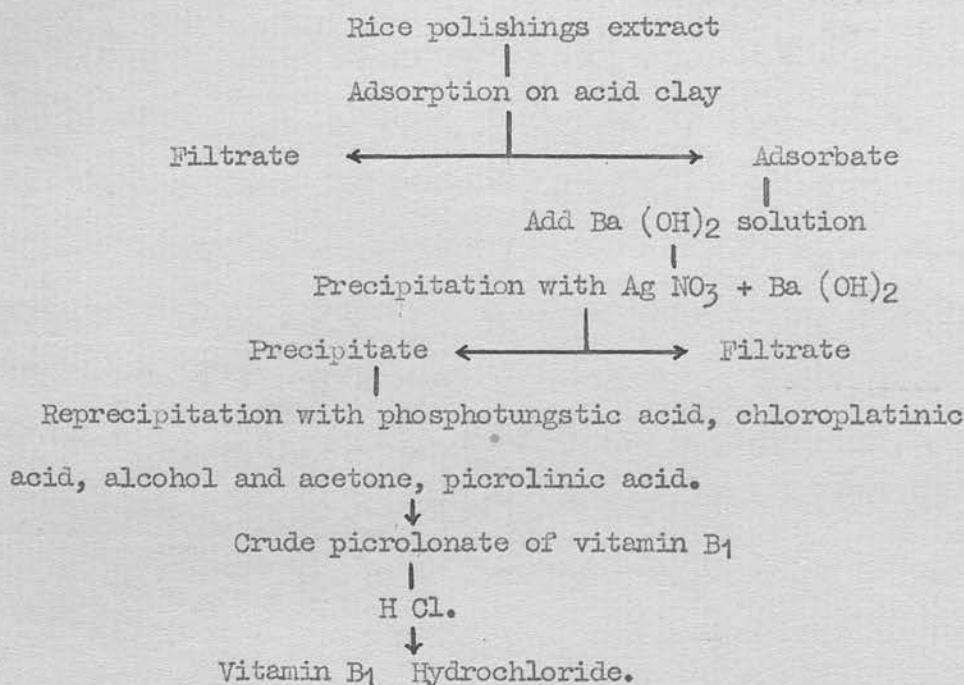 Rice polishings extract
Adsorption on acid clay
Filtrate Adsorbate
Add Ba (OH)2 solution
Precipitation with Ag NO3 + Ba (OH)2
Precipitate Filtrate
Reprecipitation with phosphotungstic acid, chloroplatinic
acid, alcohol and acetone, picrolinic acid.
Crude picrolonate of vitamin B1
H Cl.
Vitamin B1 Hydrochloride.